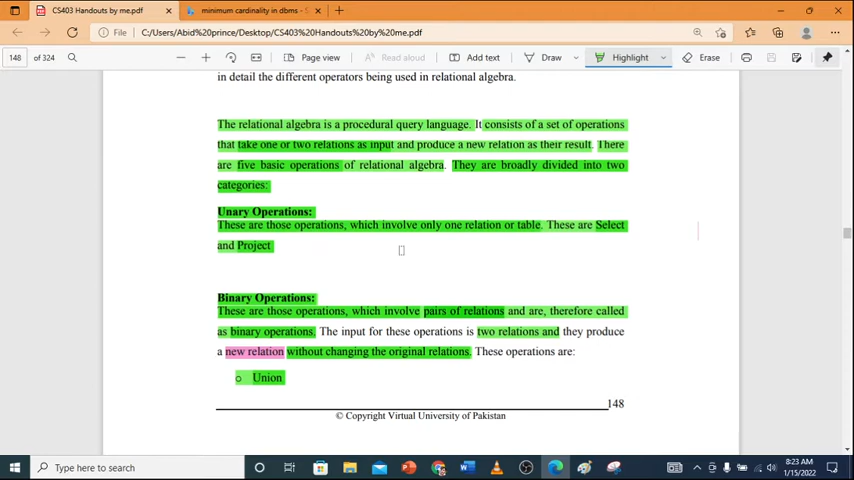 CS403 Handouts by me.pdf
minimum cardinality in dbms - S
File
C:/Users/Abid prince/Desktop/CS403%20Handouts%20by%20me.pdf
148 of 324
Page view
Read aloud
Add text
Draw
Highlight
Erase
in detail the different operators being used in relational algebra.
The relational algebra is a procedural query language. It consists of a set of operations
that take one or two relations as input and produce a new relation as their result. There
are five basic operations of relational algebra. They are broadly divided into two
categories:
Unary Operations:
These are those operations, which involve only one relation or table. These are Select
and Project
Binary Operations:
These are those operations, which involve pairs of relations and are, therefore called
as binary operations. The input for these operations is two relations and they produce
a new relation without changing the original relations. These operations are:
o Union
148
© Copyright Virtual University of Pakistan
Type here to search
8:23 AM
1/15/2022